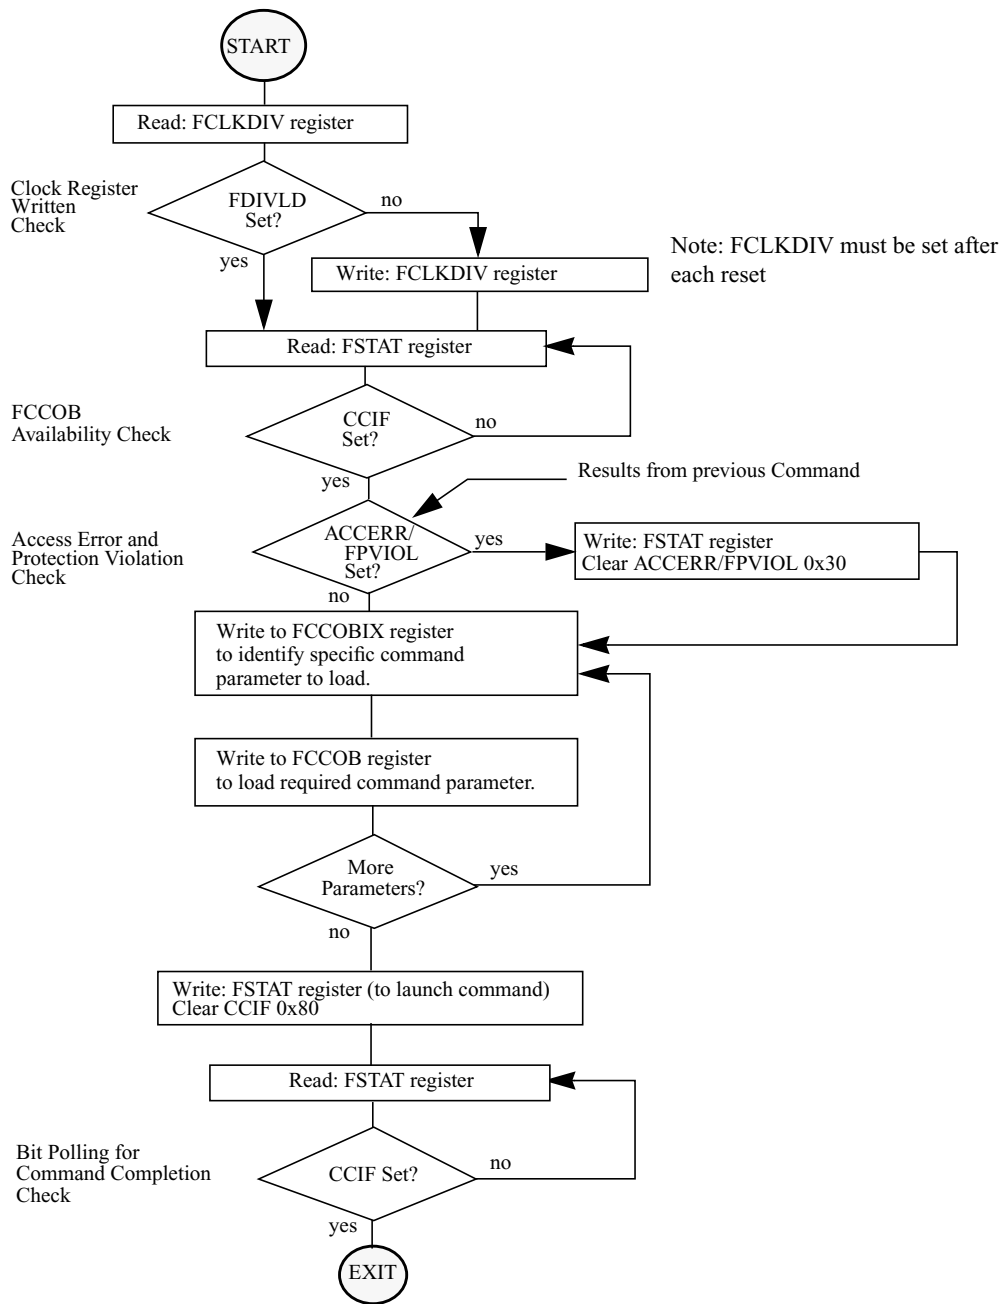 START
Read: FCLKDIV register
Clock Register
Written
Check
FDIVLD
Set?
no
yes
Note: FCLKDIV must be set after
each reset
Write: FCLKDIV register
Read: FSTAT register
FCCOB
Availability Check
CCIF
Set?
no
yes
Results from previous Command
Access Error and
Protection Violation
Check
ACCERR/
FPVIOL
Set?
yes
no
Write: FSTAT register
Clear ACCERR/FPVIOL 0x30
Write to FCCOBIX register
to identify specific command
parameter to load.
Write to FCCOB register
to load required command parameter.
More
Parameters?
yes
no
Write: FSTAT register (to launch command)
Clear CCIF 0x80
Read: FSTAT register
Bit Polling for
Command Completion
Check
CCIF Set?
no
yes
EXIT